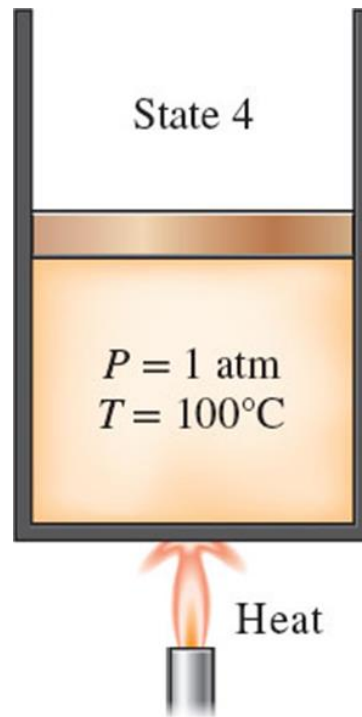 State 4
P = 1 atm
T = 100°C
Heat